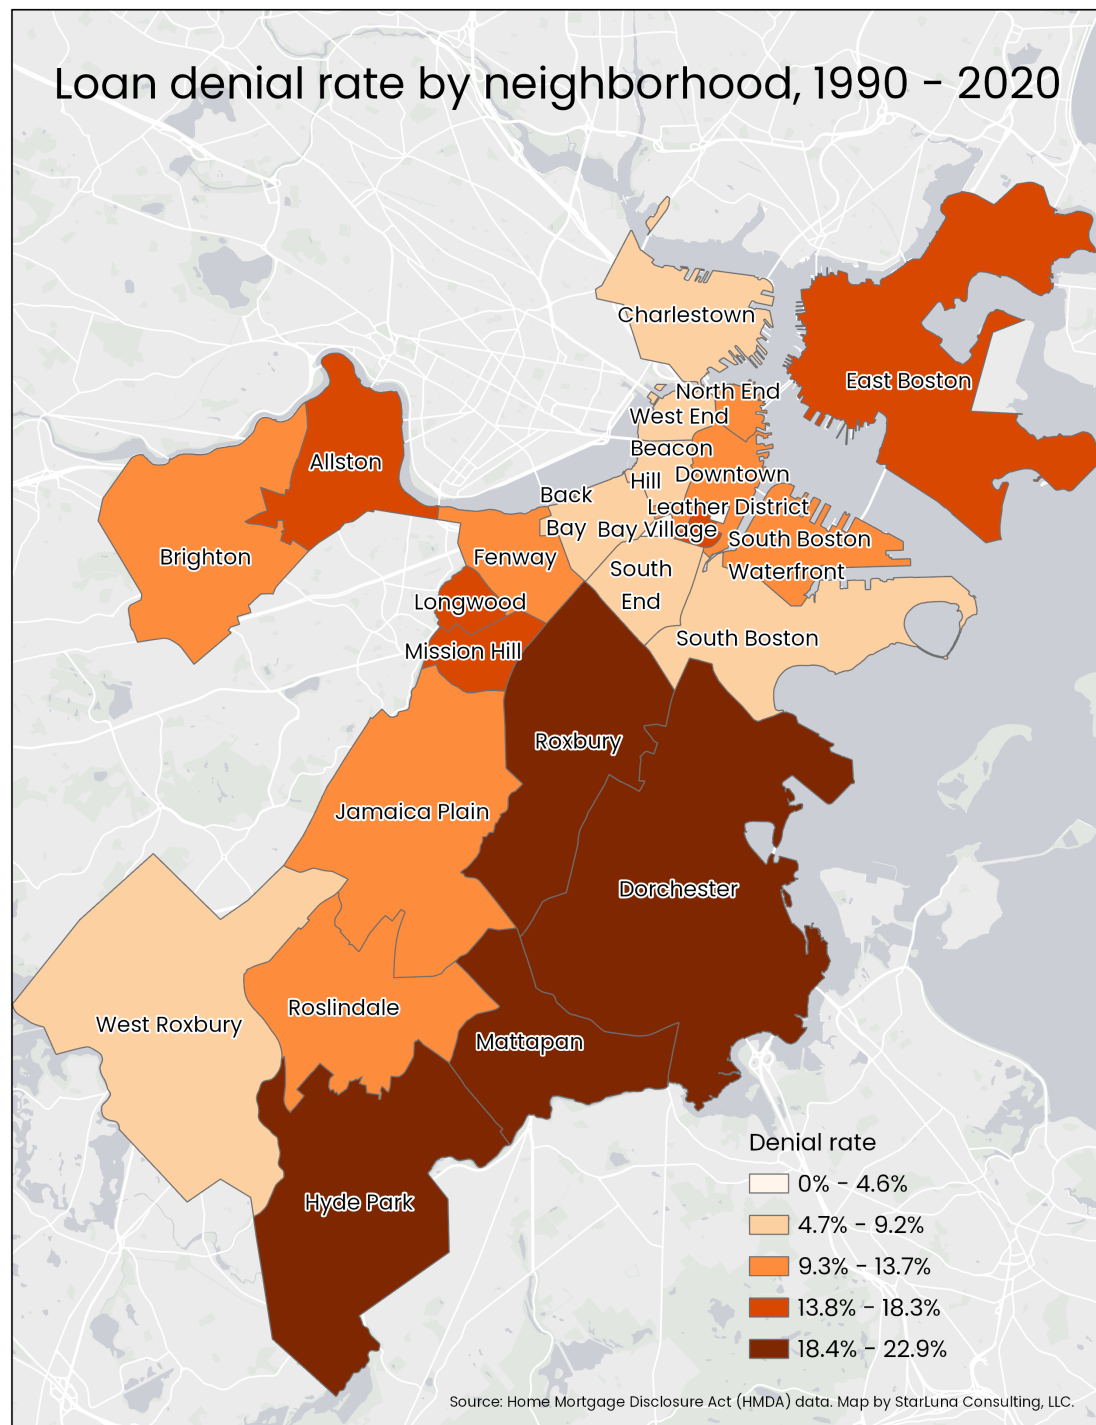 Loan denial rate by neighborhood, 1990 - 2020
Charlestown
East Boston
North End
West End
Beacon
Hill
Downtown
Allston
Back
Bay
Leather District
Bay Village
South Boston
Waterfront
Brighton
Fenway
South
End
Longwood
South Boston
Mission Hill
Roxbury
Jamaica Plain
Dorchester
Roslindale
West Roxbury
Mattapan
Hyde Park
Denial rate
0% - 4.6%
4.7% - 9.2%
9.3% - 13.7%
13.8% - 18.3%
18.4% - 22.9%
Source: Home Mortgage Disclosure Act (HMDA) data. Map by StarLuna Consulting, LLC.